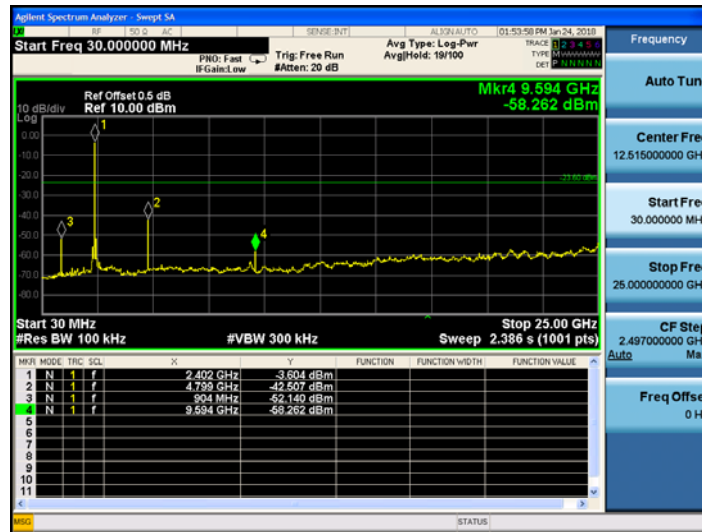 Agilent Spectrum Analyzer - Swept SA
RF 50 Ω AC SENSE:INT ALIGN AUTO 01:53:58 PM Jan 24, 2018
Start Freq 30.000000 MHz
PNO: Fast
IFGain:Low
Trig: Free Run
#Atten: 20 dB
Avg Type: Log-Pwr
Avg|Hold: 19/100
TRACE 1 2 3 4 5 6
TYPE M WWWWW
DET P N N N N N
Mkr4 9.594 GHz
-58.262 dBm
Ref Offset 0.5 dB
Ref 10.00 dBm
10 dB/div
Log
0.00
-10.0
-20.0
-30.0
-40.0
-50.0
-60.0
-70.0
-80.0
1
2
3
4
-23.60 dBm
Start 30 MHz Stop 25.00 GHz
#Res BW 100 kHz #VBW 300 kHz Sweep 2.386 s (1001 pts)
MKR MODE TRC SCL X Y FUNCTION FUNCTION WIDTH FUNCTION VALUE
1 N 1 f 2.402 GHz -3.604 dBm
2 N 1 f 4.799 GHz -42.507 dBm
3 N 1 f 904 MHz -52.140 dBm
4 N 1 f 9.594 GHz -58.262 dBm
5
6
7
8
9
10
11
MSG STATUS
Frequency
Auto Tun
Center Fre
12.515000000 GH
Start Fre
30.000000 MH
Stop Fre
25.000000000 GH
CF Step
2.497000000 GH
Auto Ma
Freq Offse
0 H